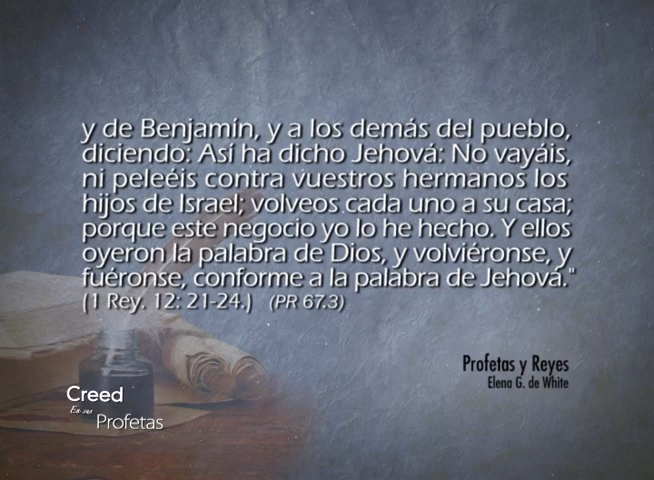 y de Benjamín, y a los demás del pueblo,
diciendo: Así ha dicho Jehová: No vayáis,
ni peleéis contra vuestros hermanos los
hijos de Israel; volveos cada uno a su casa;
porque este negocio yo lo he hecho. Y ellos
oyeron la palabra de Dios, y volviéronse, y
fuéronse, conforme a la palabra de Jehová."
(1 Rey. 12: 21-24.) (PR 67.3)
Profetas y Reyes
Elena G. de White
Creed
En sus
Profetas